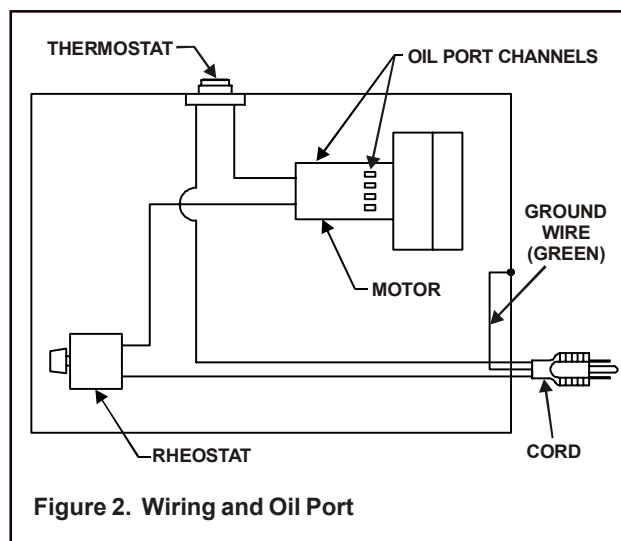 THERMOSTAT
OIL PORT CHANNELS
GROUND
WIRE
(GREEN)
MOTOR
RHEOSTAT
CORD
Figure 2. Wiring and Oil Port